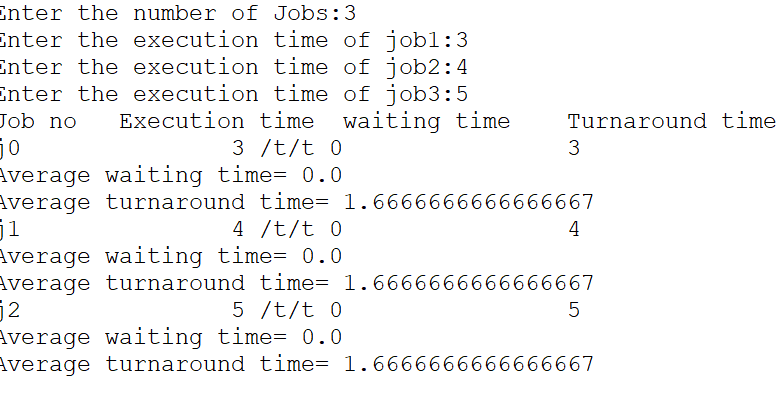 Enter the number of Jobs:3
Enter the execution time of job1:3
Enter the execution time of job2:4
Enter the execution time of job3:5
Job no   Execution time  waiting time    Turnaround time
j0               3 /t/t 0                3
Average waiting time= 0.0
Average turnaround time= 1.6666666666666667
j1               4 /t/t 0                4
Average waiting time= 0.0
Average turnaround time= 1.6666666666666667
j2               5 /t/t 0                5
Average waiting time= 0.0
Average turnaround time= 1.6666666666666667